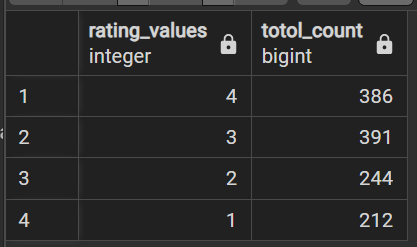 rating_values totol_count
integer bigint
1 4 386
2 3 391
3 2 244
4 1 212